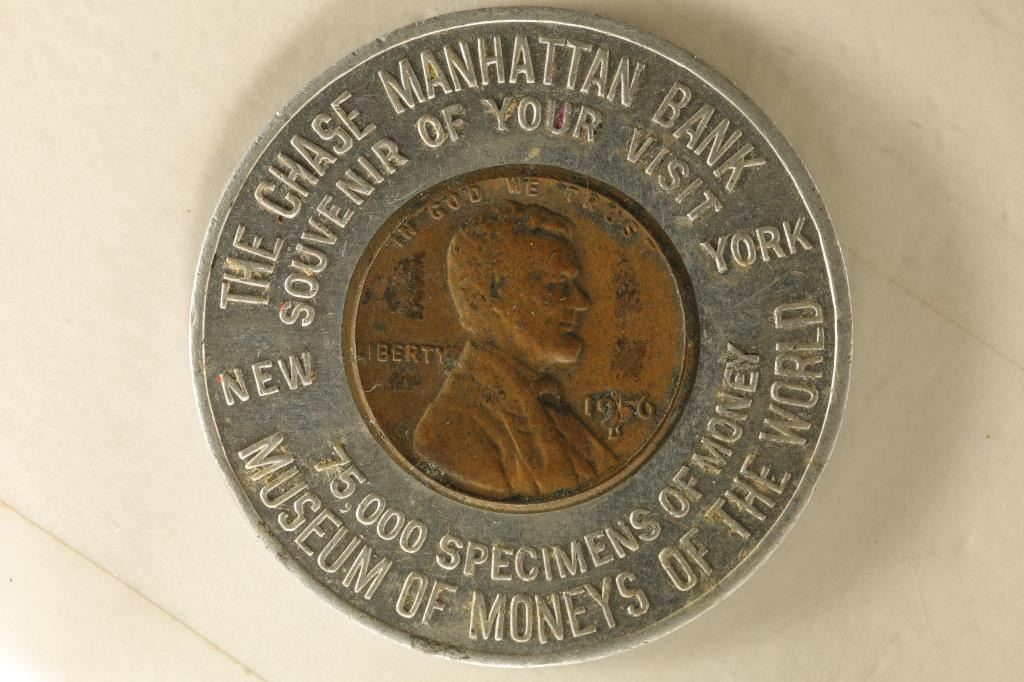 THE CHASE MANHATTAN BANK
SOUVENIR OF YOUR VISIT
NEW YORK
IN GOD WE TRUS
LIBERTY
1956
D
75,000 SPECIMENS OF MONEY
MUSEUM OF MONEYS OF THE WORLD